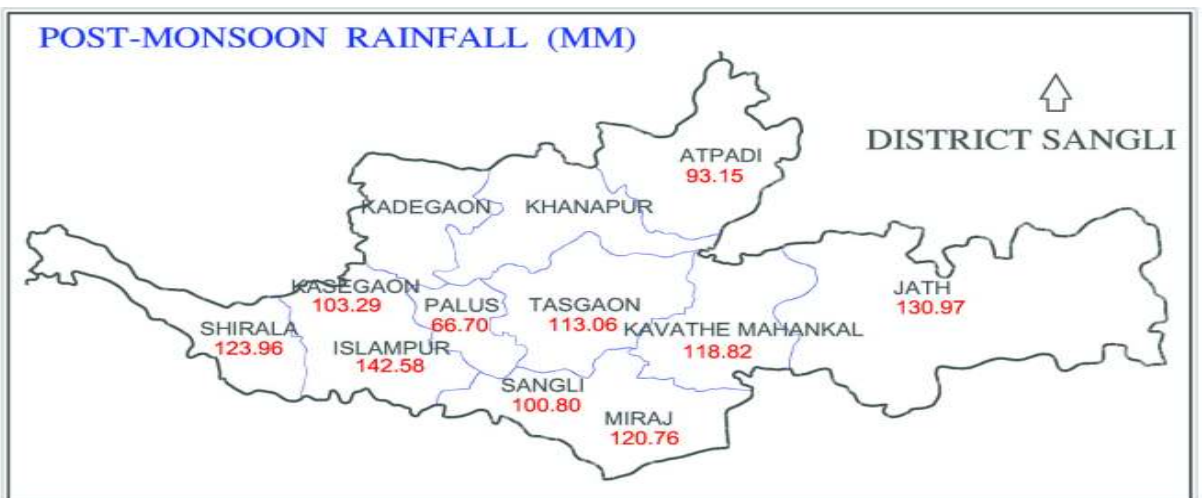 POST-MONSOON RAINFALL (MM)
DISTRICT SANGLI
ATPADI
93.15
KADEGAON
KHANAPUR
KASEGAON
103.29
PALUS
66.70
TASGAON
113.06
JATH
130.97
SHIRALA
123.96
ISLAMPUR
142.58
KAVATHE MAHANKAL
118.82
SANGLI
100.80
MIRAJ
120.76